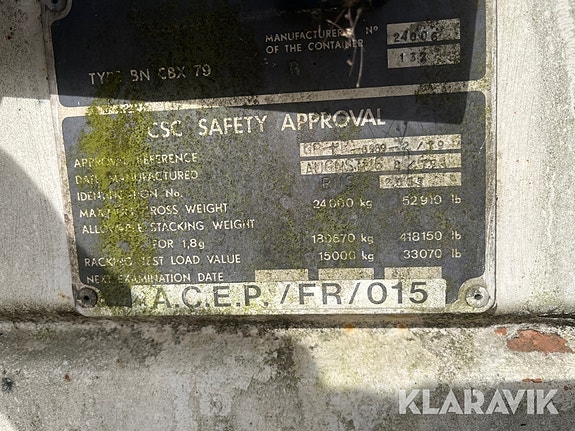 MANUFACTURER'S Nº
OF THE CONTAINER
TYPE BN CBX 79
CSC SAFETY APPROVAL
APPROVAL REFERENCE
DATE MANUFACTURED
IDENTIFICATION No.
MAXIMUM GROSS WEIGHT 24000 kg 52910 lb
ALLOWABLE STACKING WEIGHT
FOR 1,8g 189670 kg 418150 lb
RACKING TEST LOAD VALUE 15000 kg 33070 lb
NEXT EXAMINATION DATE
A.C.E.P./FR/015
KLARAVIK